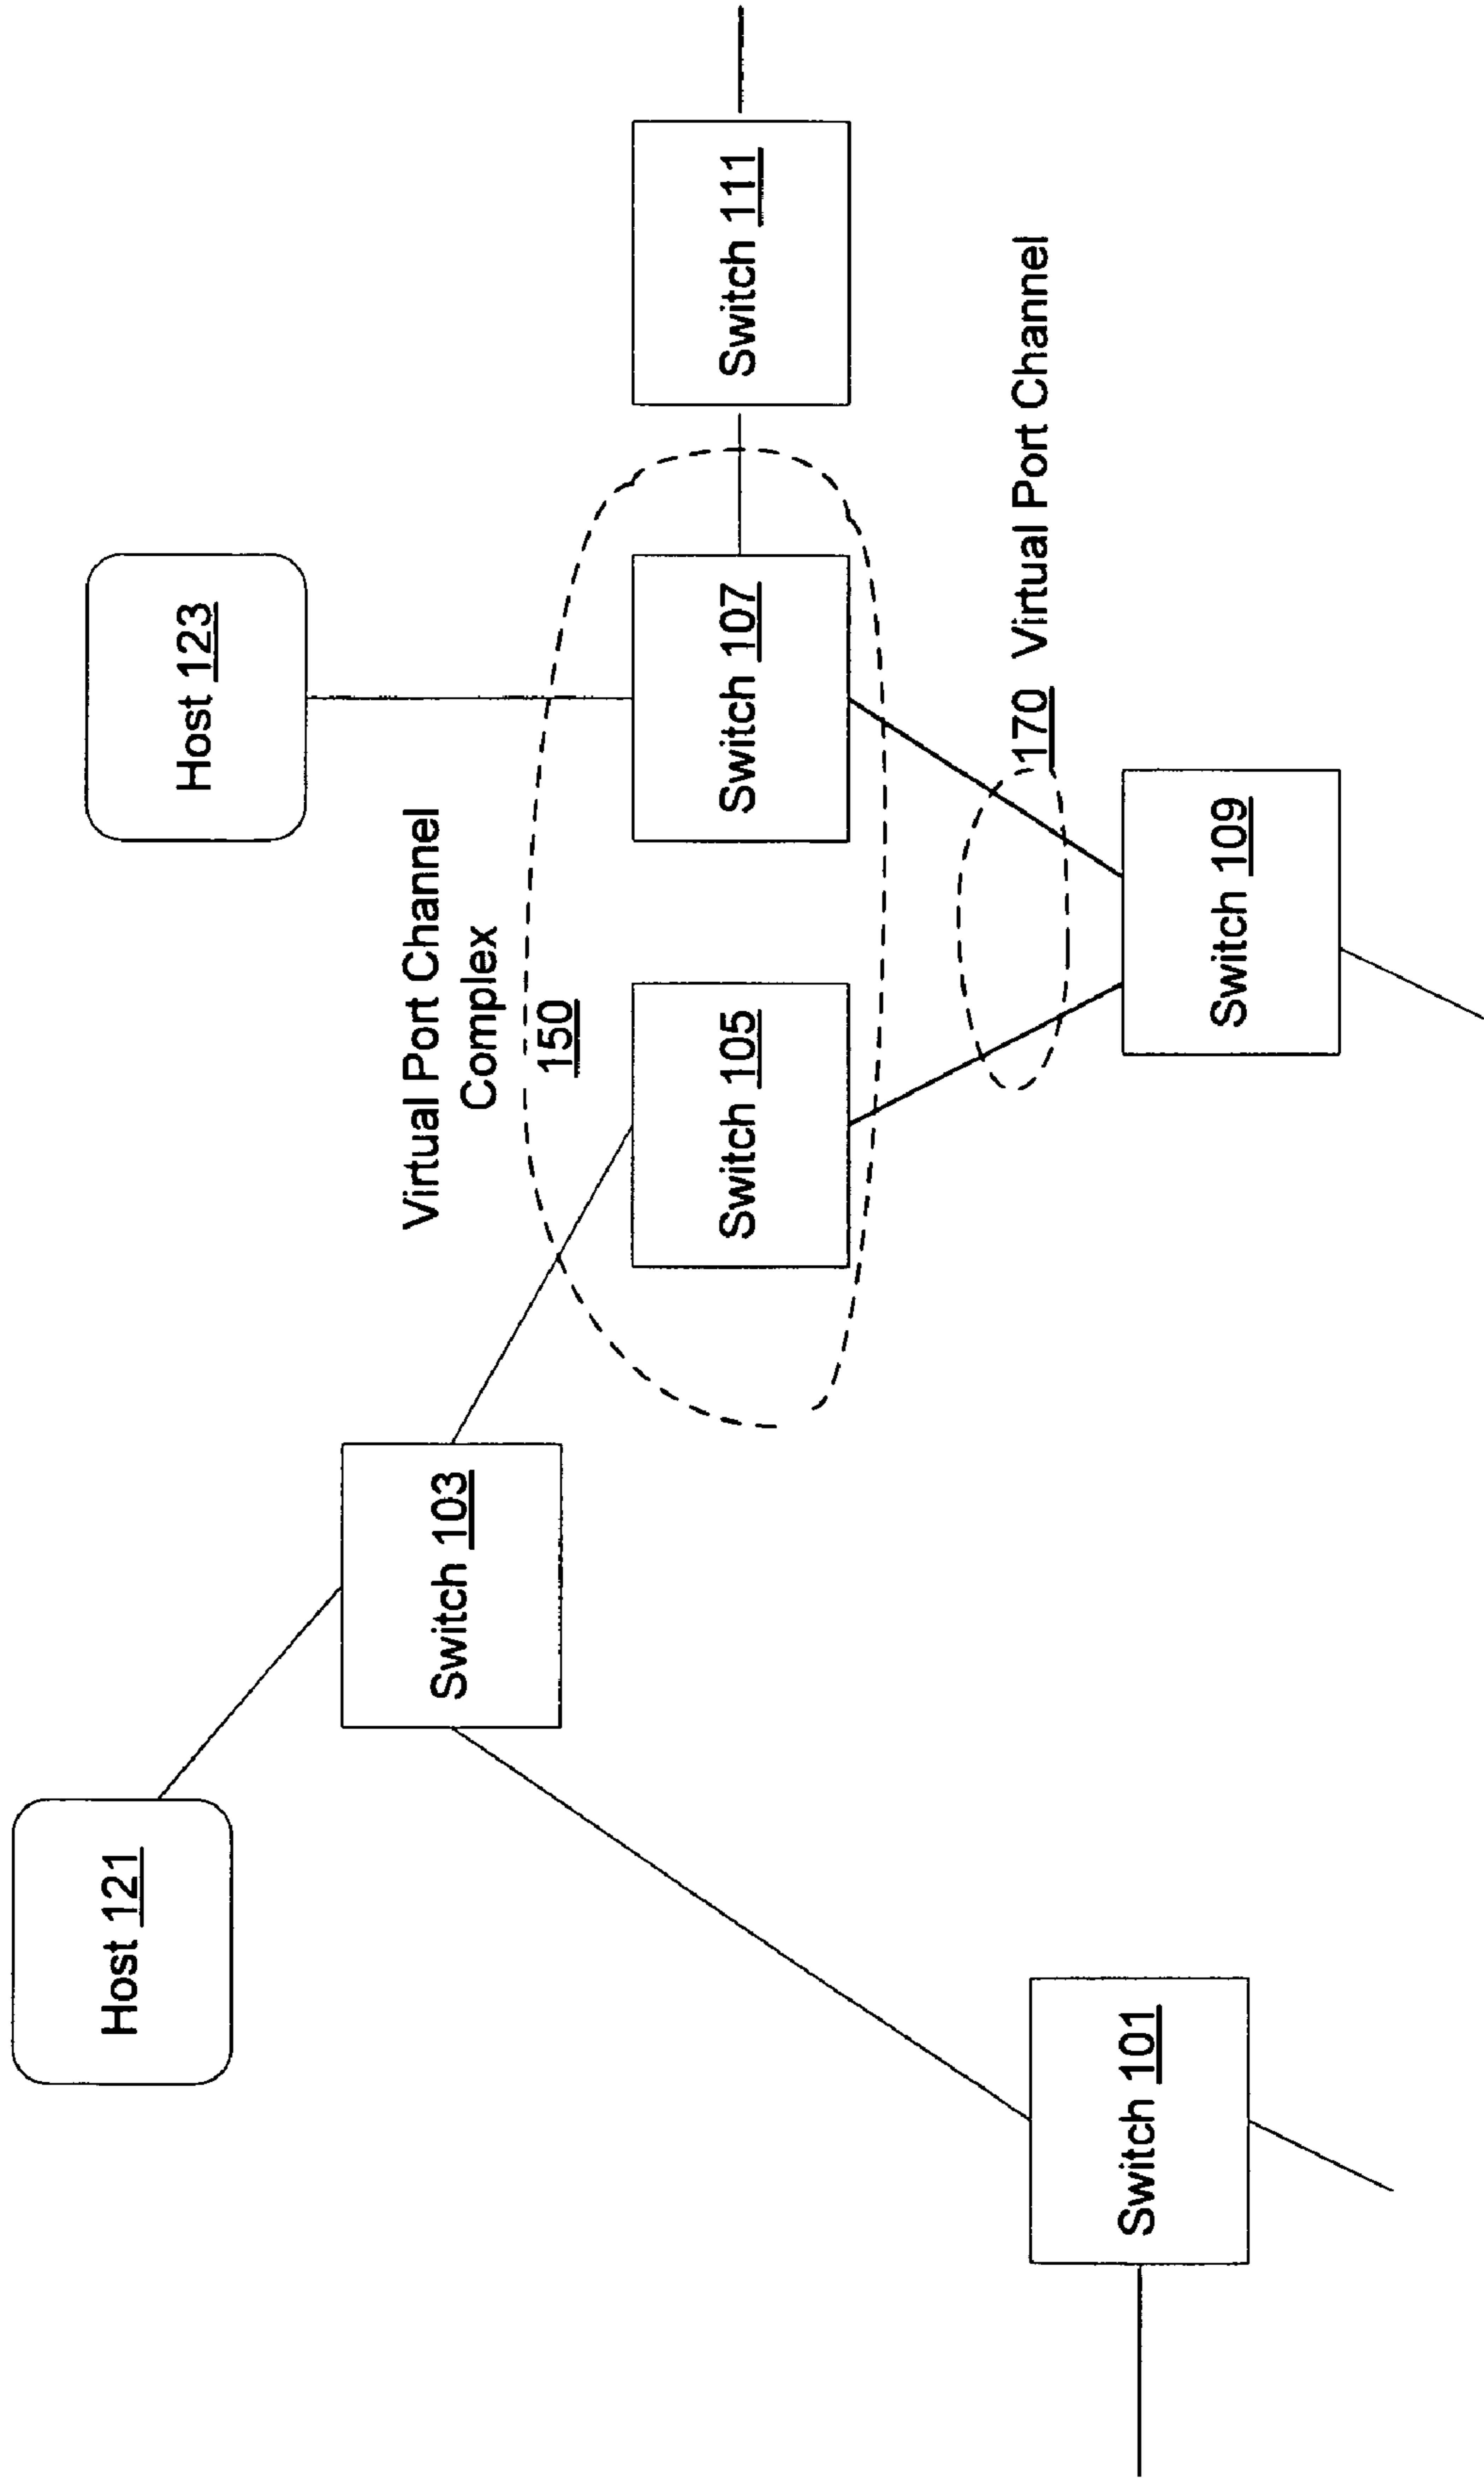 Host 121
Host 123
Switch 103
Virtual Port Channel
Complex
150
Switch 105
Switch 107
Switch 111
170 Virtual Port Channel
Switch 101
Switch 109